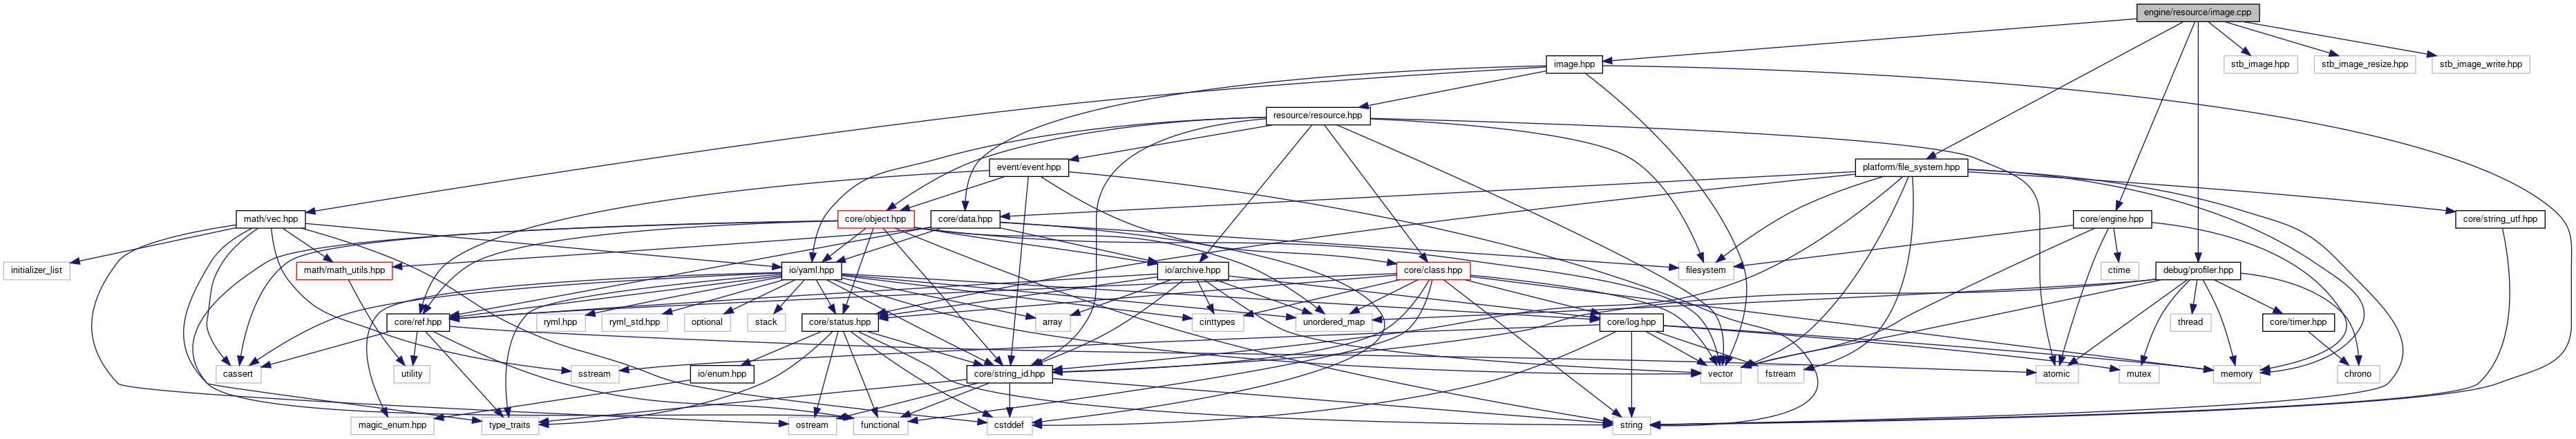 engine/resource/image.cpp
image.hpp
stb_image.hpp
stb_image_resize.hpp
stb_image_write.hpp
resource/resource.hpp
event/event.hpp
platform/file_system.hpp
math/vec.hpp
core/object.hpp
core/data.hpp
core/engine.hpp
core/string_utf.hpp
initializer_list
math/math_utils.hpp
io/yaml.hpp
io/archive.hpp
core/class.hpp
filesystem
ctime
debug/profiler.hpp
core/ref.hpp
ryml.hpp
ryml_std.hpp
optional
stack
core/status.hpp
array
cinttypes
unordered_map
core/log.hpp
thread
core/timer.hpp
cassert
utility
sstream
io/enum.hpp
core/string_id.hpp
vector
fstream
atomic
mutex
memory
chrono
magic_enum.hpp
type_traits
ostream
functional
cstddef
string